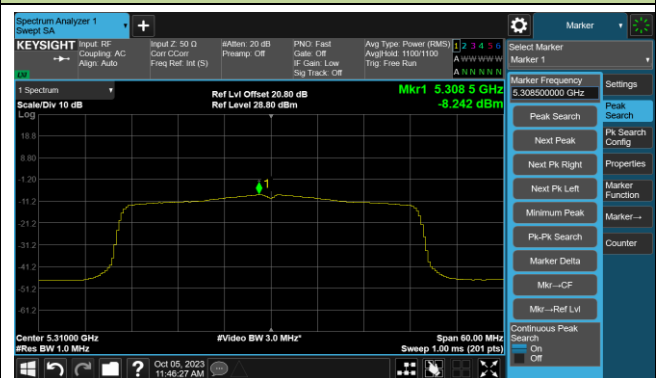 Spectrum Analyzer 1
Swept SA
+
Marker
KEYSIGHT
Input: RF
Coupling: AC
Align: Auto
Input Z: 50 Ω
Corr CCorr
Freq Ref: Int (S)
#Atten: 20 dB
Preamp: Off
PNO: Fast
Gate: Off
IF Gain: Low
Sig Track: Off
Avg Type: Power (RMS)
Avg|Hold: 1100/1100
Trig: Free Run
1 2 3 4 5 6
A W W W W W
A N N N N N
LXI
Select Marker
Marker 1
1 Spectrum
Scale/Div 10 dB
Log
Ref Lvl Offset 20.80 dB
Ref Level 28.80 dBm
Mkr1 5.308 5 GHz
-8.242 dBm
18.8
8.80
-1.20
-11.2
-21.2
-31.2
-41.2
-51.2
-61.2
1
Center 5.31000 GHz
#Res BW 1.0 MHz
#Video BW 3.0 MHz*
Span 60.00 MHz
Sweep 1.00 ms (201 pts)
Marker Frequency
5.308500000 GHz
Peak Search
Next Peak
Next Pk Right
Next Pk Left
Minimum Peak
Pk-Pk Search
Marker Delta
Mkr→CF
Mkr→Ref Lvl
Continuous Peak
Search
On
Off
Settings
Peak
Search
Pk Search
Config
Properties
Marker
Function
Marker→
Counter
?
Oct 05, 2023
11:46:27 AM